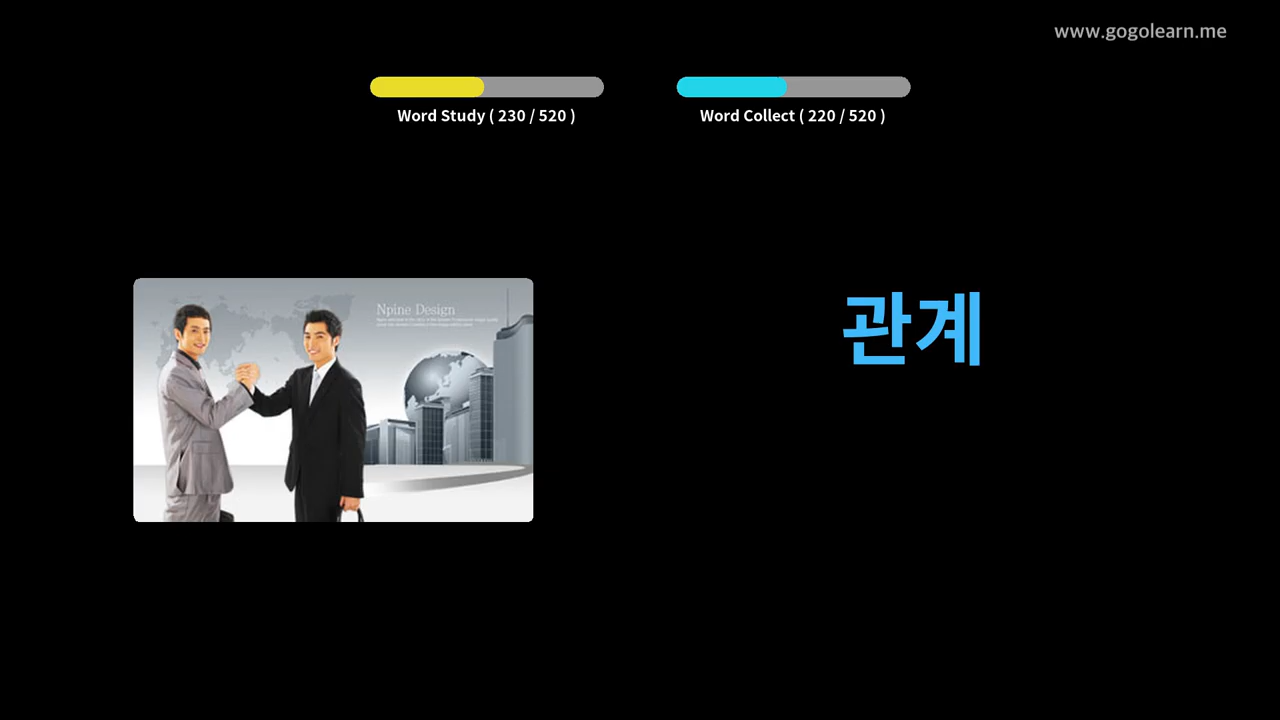 www.gogolearn.me
Word Study ( 230 / 520 )
Word Collect ( 220 / 520 )
Npine Design
관계